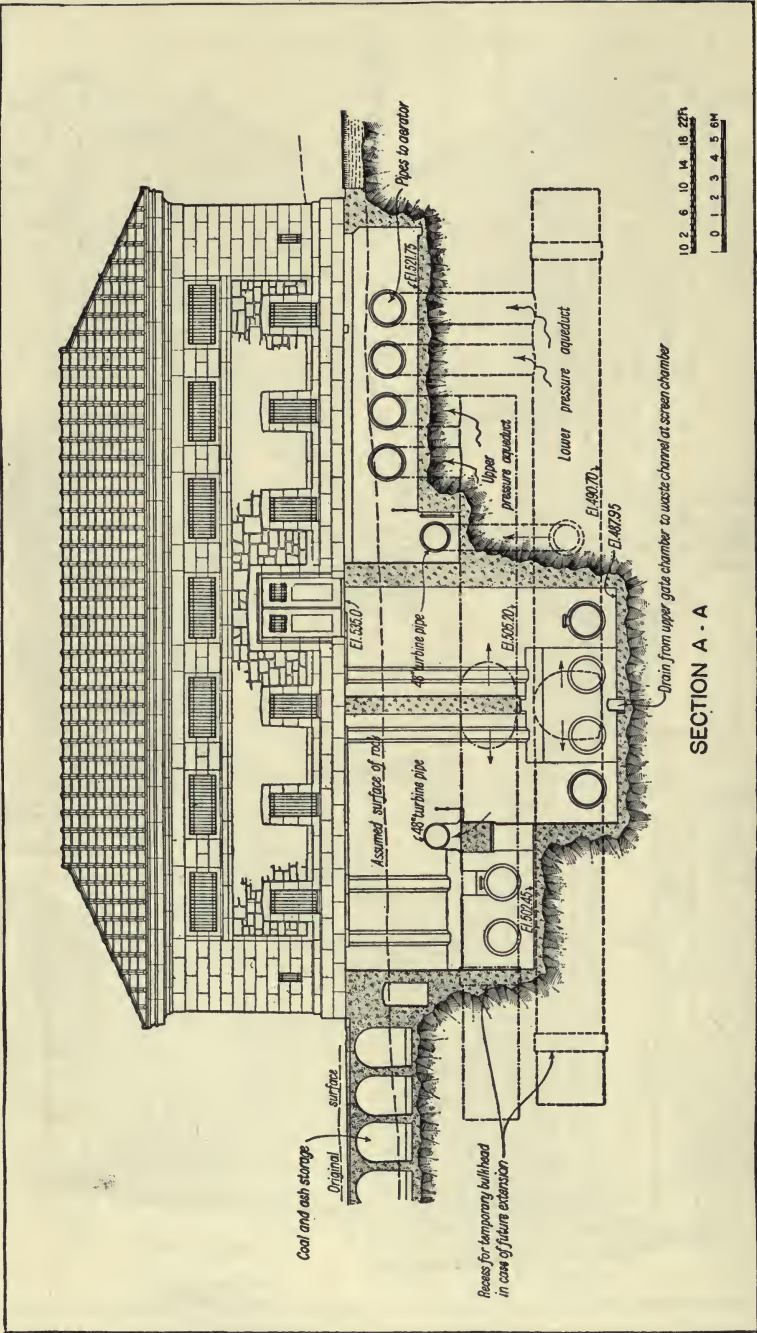 Coal and ash storage
Original surface
Recess for temporary bulkhead
in case of future extension
Assumed surface of rock
₵48" turbine pipe
El.502.45
El.535.0
48" turbine pipe
El.505.20
Upper
pressure aqueduct
Pipes to aerator
₵El.521.75
Lower pressure aqueduct
El.490.70
El.487.95
Drain from upper gate chamber to waste channel at screen chamber
SECTION A - A
10 2 6 10 14 18 22Ft
1 0 1 2 3 4 5 6M